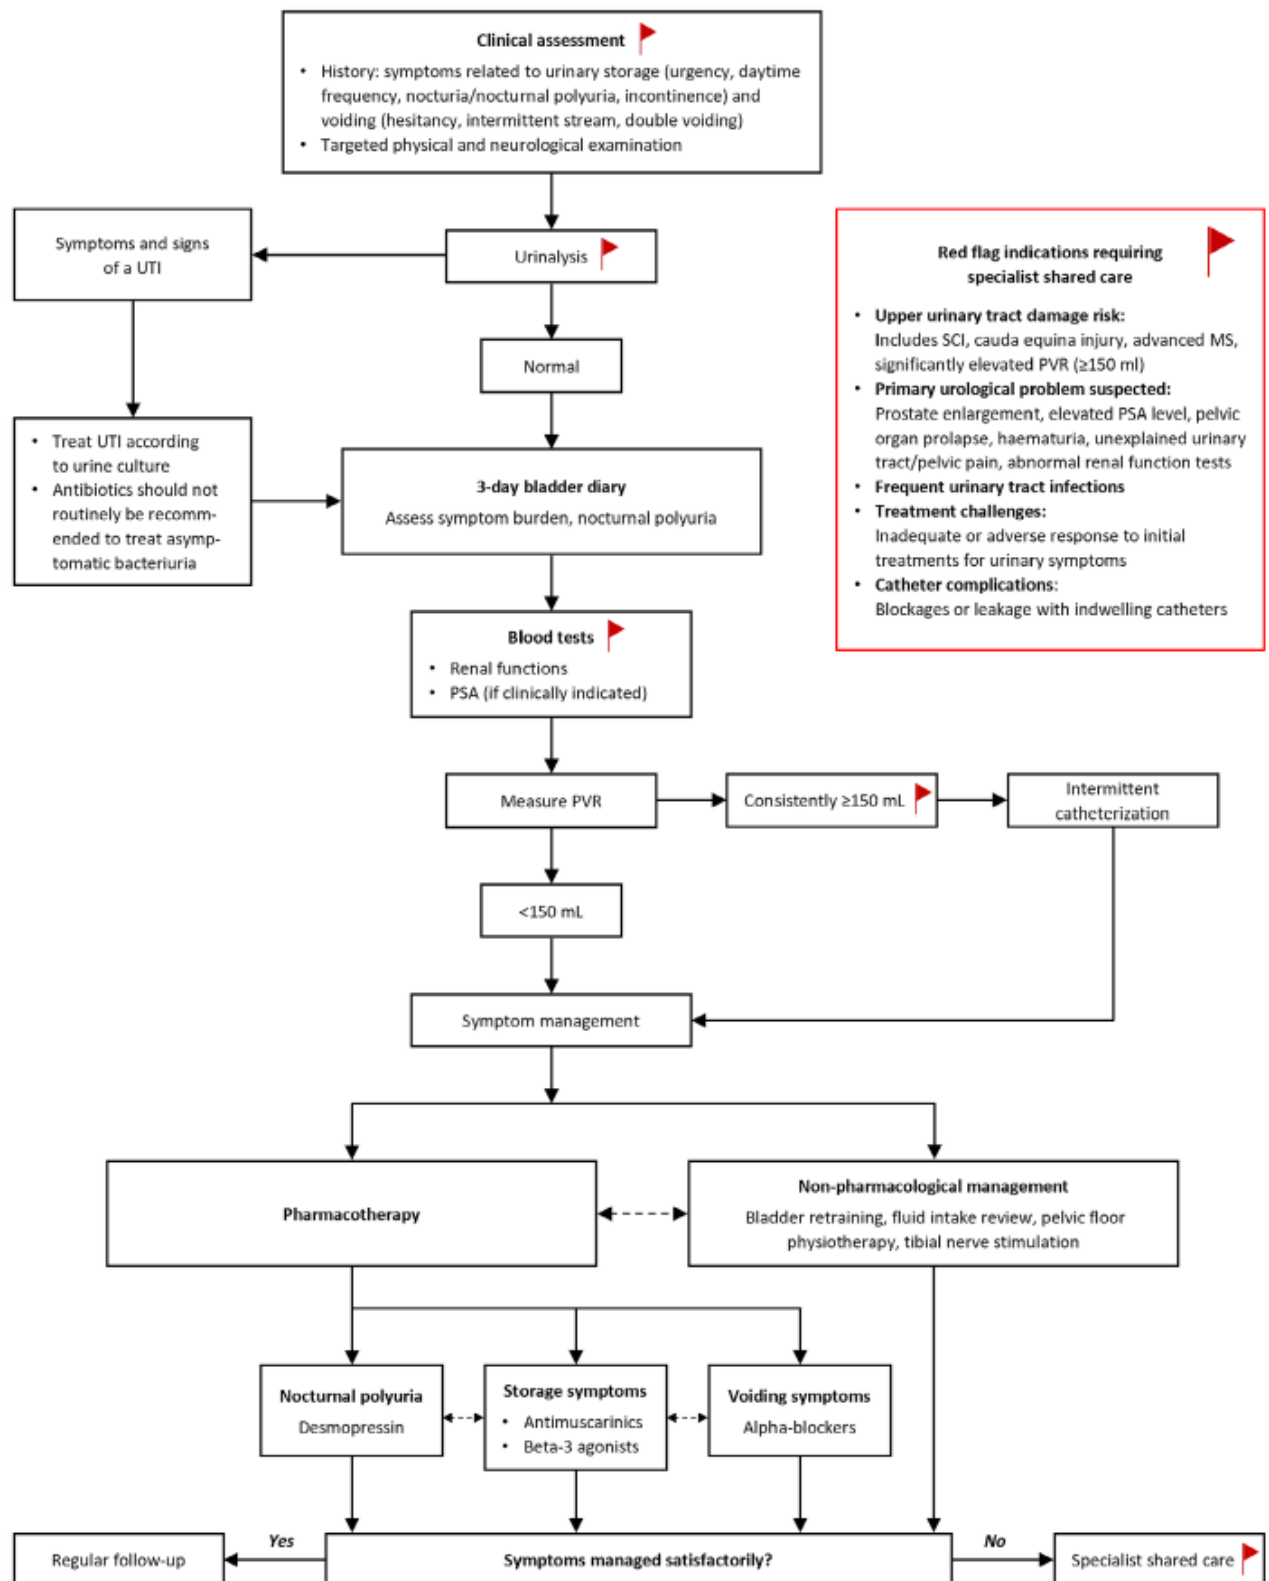 Clinical assessment
• History: symptoms related to urinary storage (urgency, daytime
frequency, nocturia/nocturnal polyuria, incontinence) and
voiding (hesitancy, intermittent stream, double voiding)
• Targeted physical and neurological examination
Symptoms and signs
of a UTI
Urinalysis
Normal
• Treat UTI according
to urine culture
• Antibiotics should not
routinely be recomm-
ended to treat asymp-
tomatic bacteriuria
3-day bladder diary
Assess symptom burden, nocturnal polyuria
Red flag indications requiring
specialist shared care
• Upper urinary tract damage risk:
Includes SCI, cauda equina injury, advanced MS,
significantly elevated PVR (≥150 ml)
• Primary urological problem suspected:
Prostate enlargement, elevated PSA level, pelvic
organ prolapse, haematuria, unexplained urinary
tract/pelvic pain, abnormal renal function tests
• Frequent urinary tract infections
• Treatment challenges:
Inadequate or adverse response to initial
treatments for urinary symptoms
• Catheter complications:
Blockages or leakage with indwelling catheters
Blood tests
• Renal functions
• PSA (if clinically indicated)
Measure PVR
Consistently ≥150 mL
Intermittent
catheterization
<150 mL
Symptom management
Pharmacotherapy
Non-pharmacological management
Bladder retraining, fluid intake review, pelvic floor
physiotherapy, tibial nerve stimulation
Nocturnal polyuria
Desmopressin
Storage symptoms
• Antimuscarinics
• Beta-3 agonists
Voiding symptoms
Alpha-blockers
Regular follow-up
Yes
Symptoms managed satisfactorily?
No
Specialist shared care